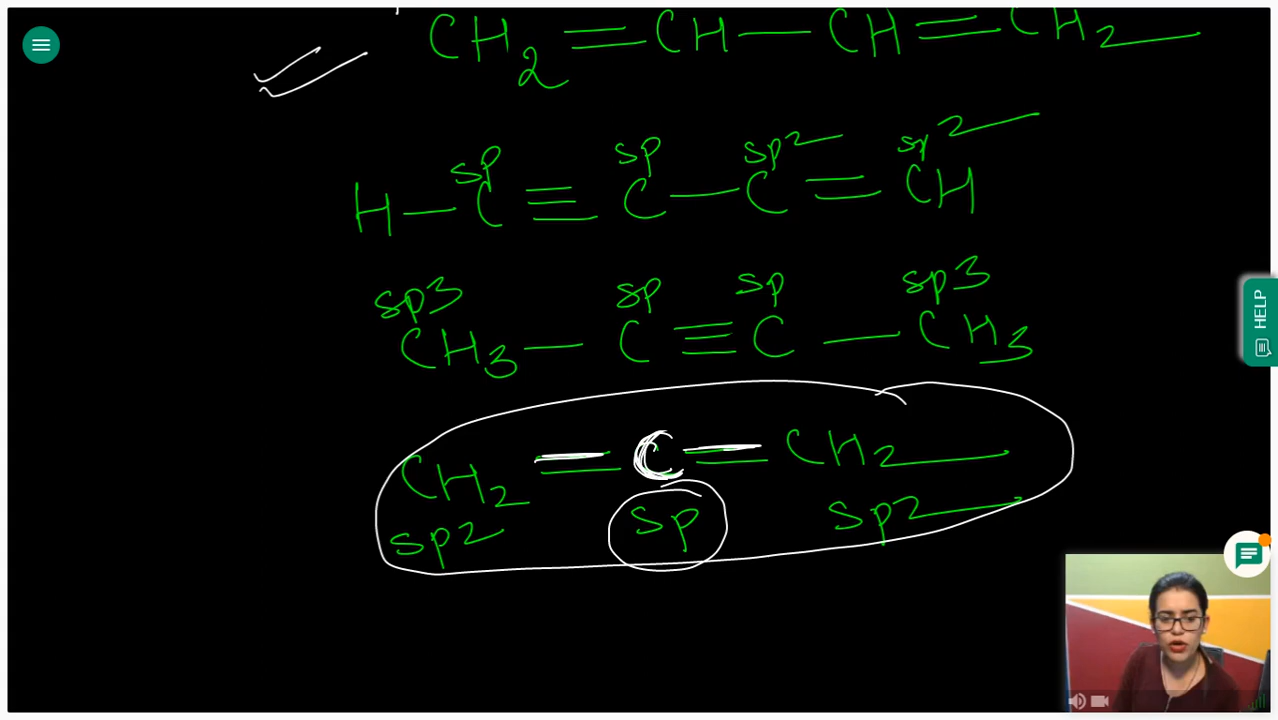 CH2 = CH — CH = CH2
sp sp sp2 sp2
H — C ≡ C — C = CH
sp3 sp sp sp3
CH3 — C ≡ C — CH3
CH2 = C = CH2
sp2 sp sp2
HELP